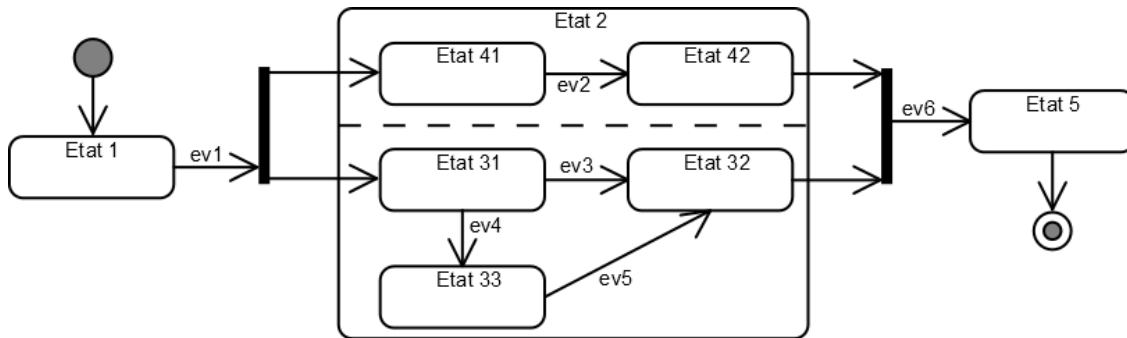 Etat 2
Etat 41
Etat 42
ev2
Etat 1
ev1
Etat 31
ev3
Etat 32
ev4
Etat 33
ev5
ev6
Etat 5